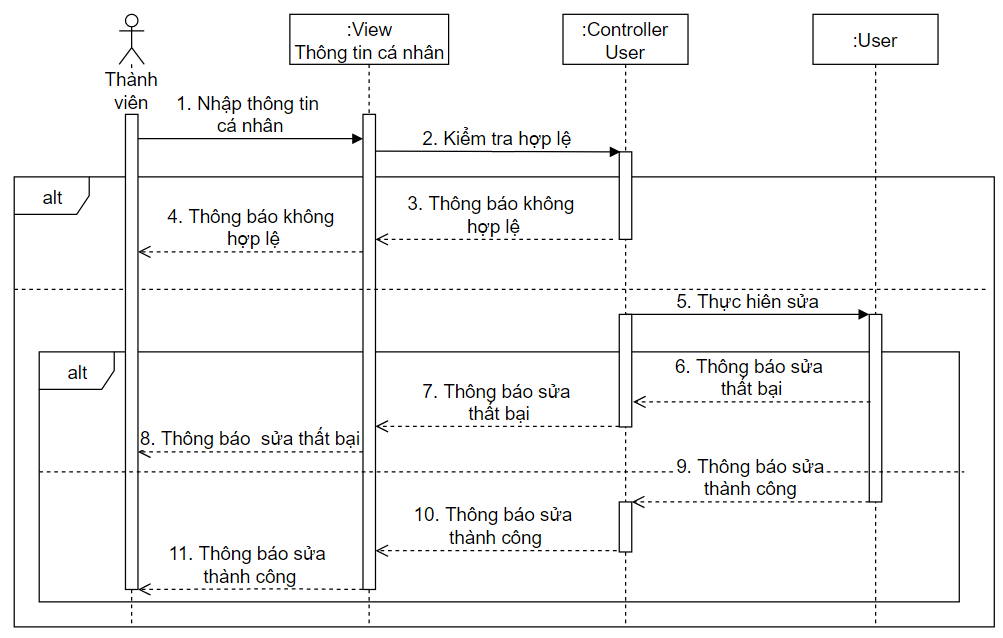 :View
Thông tin cá nhân
:Controller
User
:User
Thành
viên
1. Nhập thông tin
cá nhân
2. Kiểm tra hợp lệ
alt
3. Thông báo không
hợp lệ
4. Thông báo không
hợp lệ
5. Thực hiên sửa
alt
6. Thông báo sửa
thất bại
7. Thông báo sửa
thất bại
8. Thông báo  sửa thất bại
9. Thông báo sửa
thành công
10. Thông báo sửa
thành công
11. Thông báo sửa
thành công